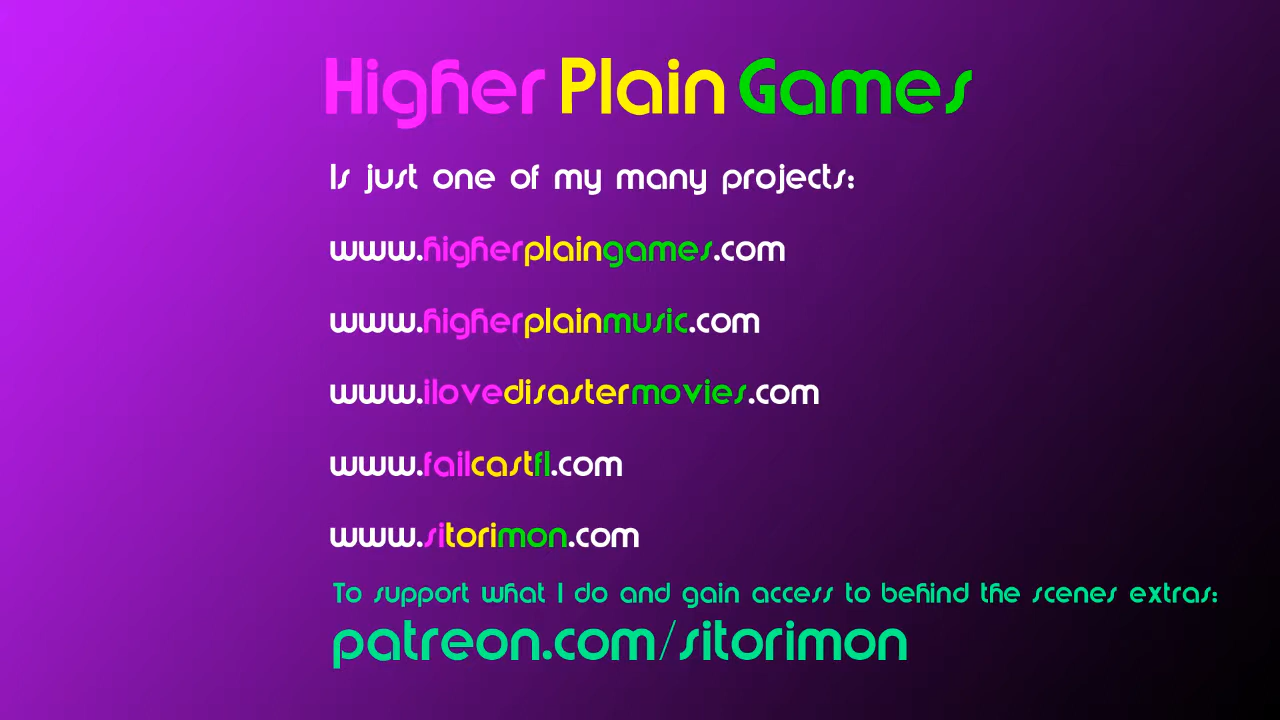 Higher Plain Games
Is just one of my many projects:
www.higherplaingames.com
www.higherplainmusic.com
www.ilovedisastermovies.com
www.failcastfl.com
www.sitorimon.com
To support what I do and gain access to behind the scenes extras:
patreon.com/sitorimon